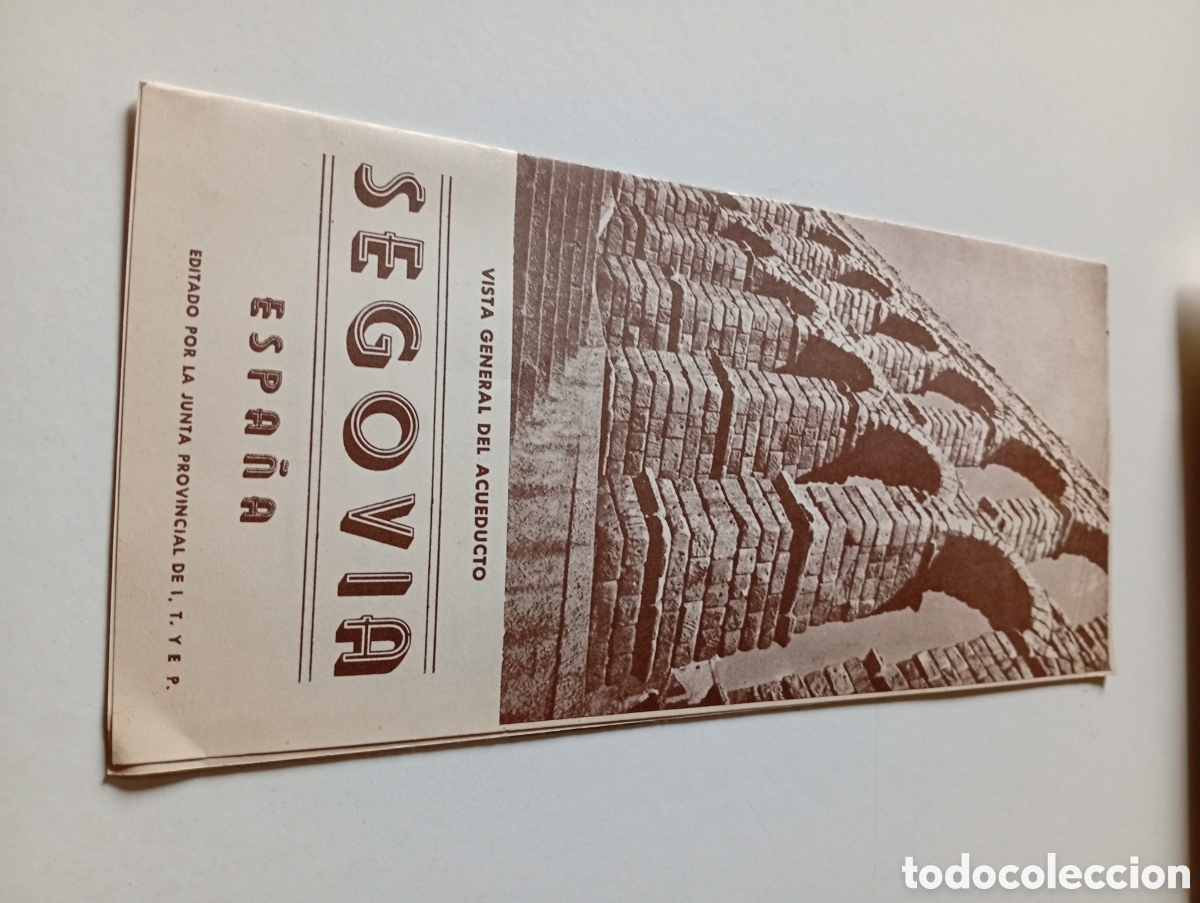 VISTA GENERAL DEL ACUEDUCTO
SEGOVIA
ESPAÑA
EDITADO POR LA JUNTA PROVINCIAL DE I. T. Y E P.
todocoleccion